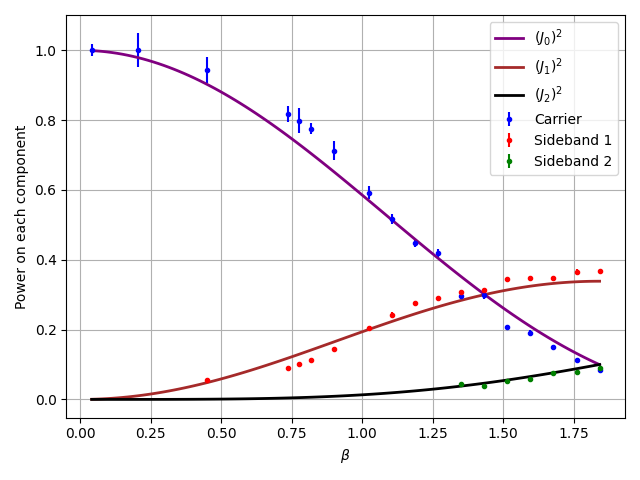 (J₀)²
(J₁)²
(J₂)²
Carrier
Sideband 1
Sideband 2
Power on each component
1.0
0.8
0.6
0.4
0.2
0.0
0.00 0.25 0.50 0.75 1.00 1.25 1.50 1.75
β